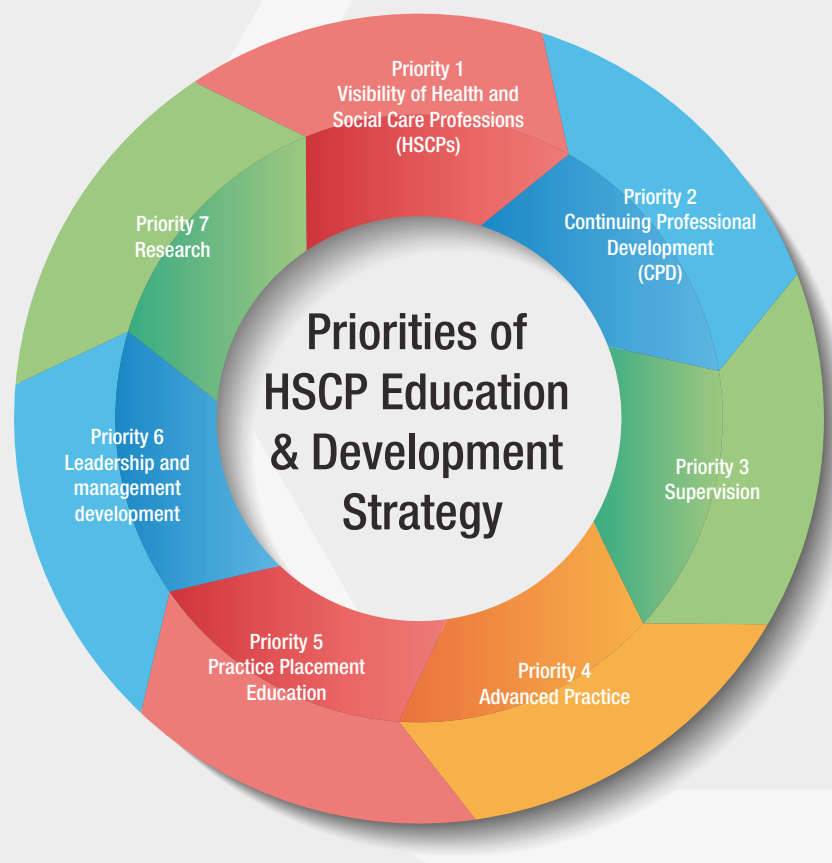 Priority 1
Visibility of Health and
Social Care Professions
(HSCPs)
Priority 2
Continuing Professional
Development
(CPD)
Priority 3
Supervision
Priority 4
Advanced Practice
Priority 5
Practice Placement
Education
Priority 6
Leadership and
management
development
Priority 7
Research
Priorities of
HSCP Education
& Development
Strategy